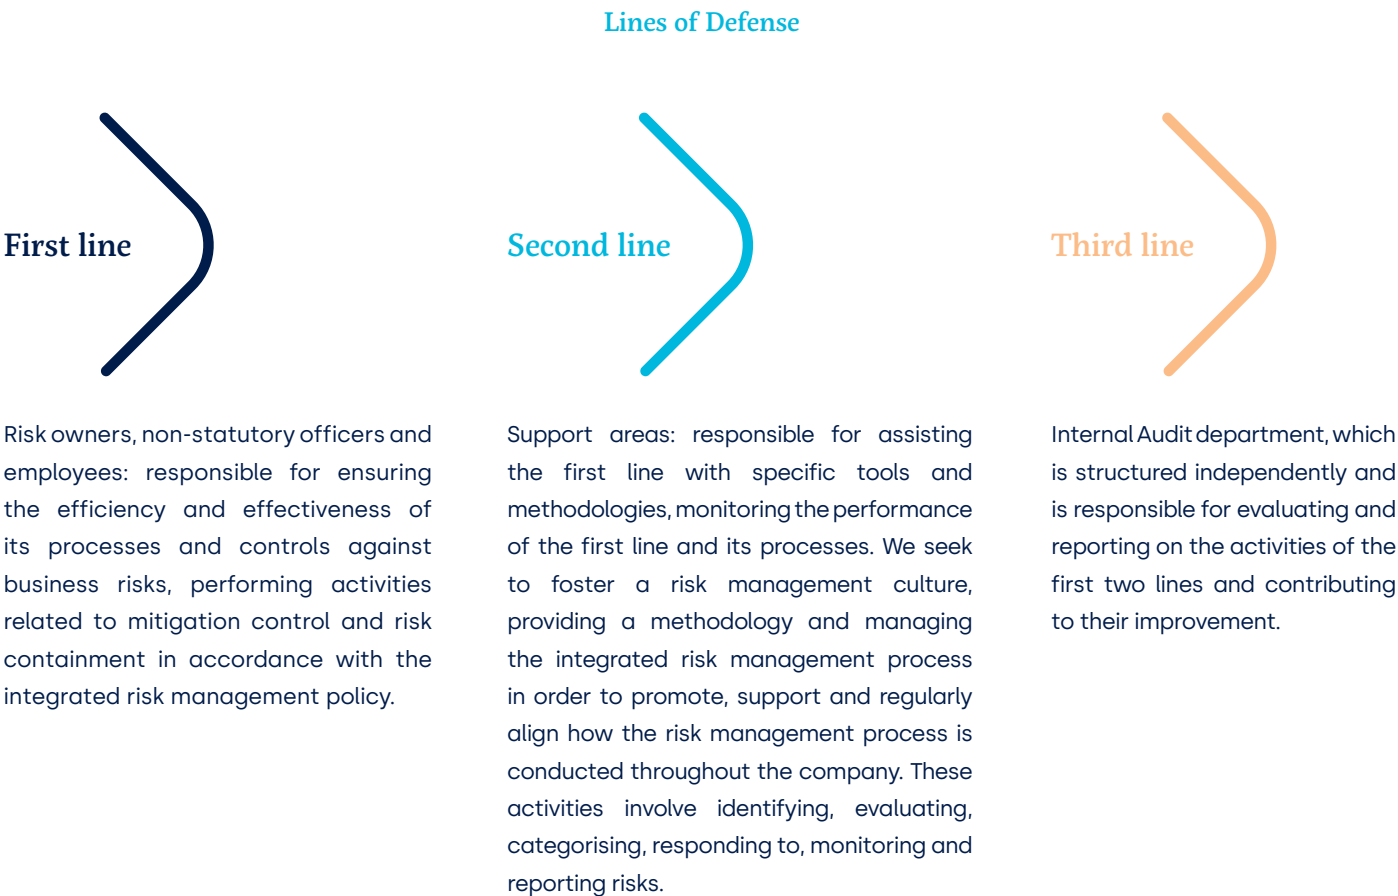 Lines of Defense
First line
Risk owners, non-statutory officers and
employees: responsible for ensuring
the efficiency and effectiveness of
its processes and controls against
business risks, performing activities
related to mitigation control and risk
containment in accordance with the
integrated risk management policy.
Second line
Support areas: responsible for assisting
the first line with specific tools and
methodologies, monitoring the performance
of the first line and its processes. We seek
to foster a risk management culture,
providing a methodology and managing
the integrated risk management process
in order to promote, support and regularly
align how the risk management process is
conducted throughout the company. These
activities involve identifying, evaluating,
categorising, responding to, monitoring and
reporting risks.
Third line
Internal Audit department, which
is structured independently and
is responsible for evaluating and
reporting on the activities of the
first two lines and contributing
to their improvement.